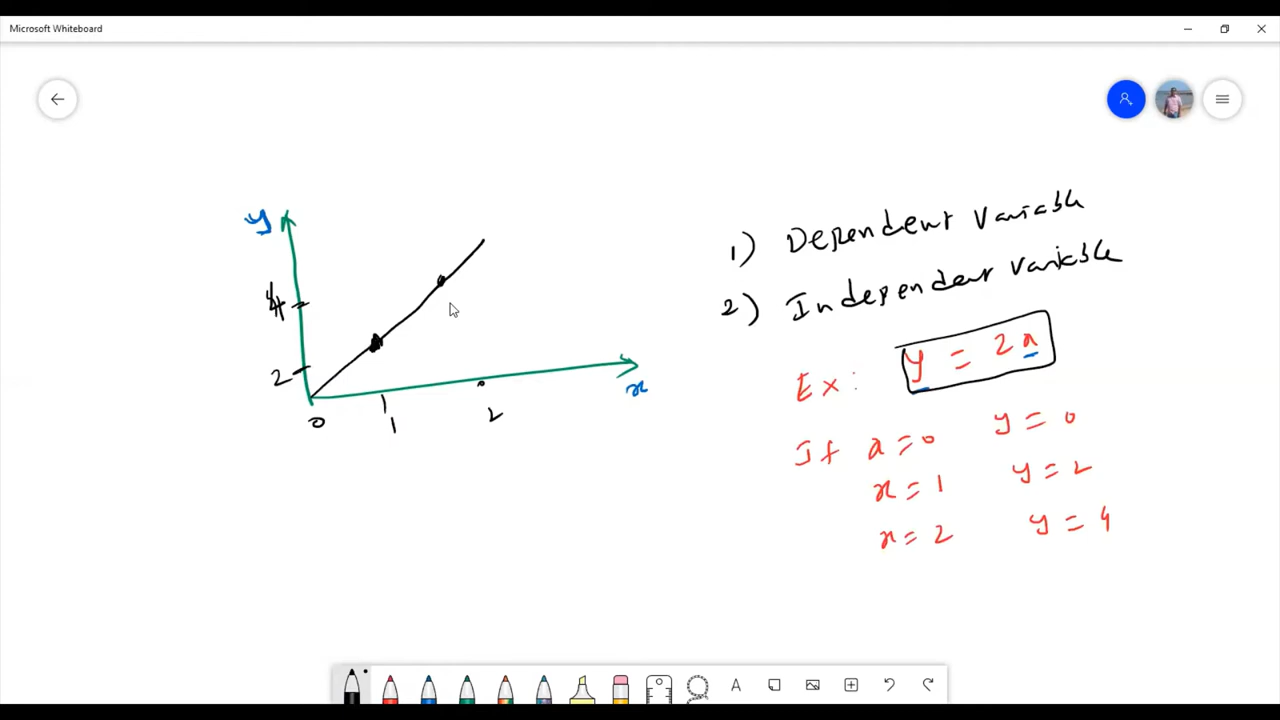 Microsoft Whiteboard
y
4
2
0
1
2
x
1) Dependent Variable
2) Independent Variable
Ex: y = 2x
If x = 0 y = 0
x = 1 y = 2
x = 2 y = 4
A